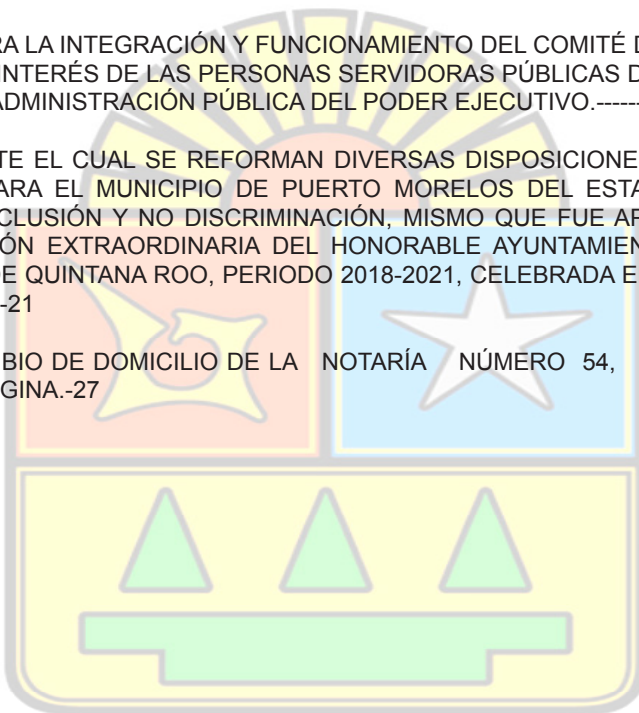 RA LA INTEGRACIÓN Y FUNCIONAMIENTO DEL COMITÉ D
INTERÉS DE LAS PERSONAS SERVIDORAS PÚBLICAS D
ADMINISTRACIÓN PÚBLICA DEL PODER EJECUTIVO.------
TE EL CUAL SE REFORMAN DIVERSAS DISPOSICIONE
ARA EL MUNICIPIO DE PUERTO MORELOS DEL ESTA
CLUSIÓN Y NO DISCRIMINACIÓN, MISMO QUE FUE AP
ÓN EXTRAORDINARIA DEL HONORABLE AYUNTAMIEN
DE QUINTANA ROO, PERIODO 2018-2021, CELEBRADA E
-21
BIO DE DOMICILIO DE LA NOTARÍA NÚMERO 54,
GINA.-27